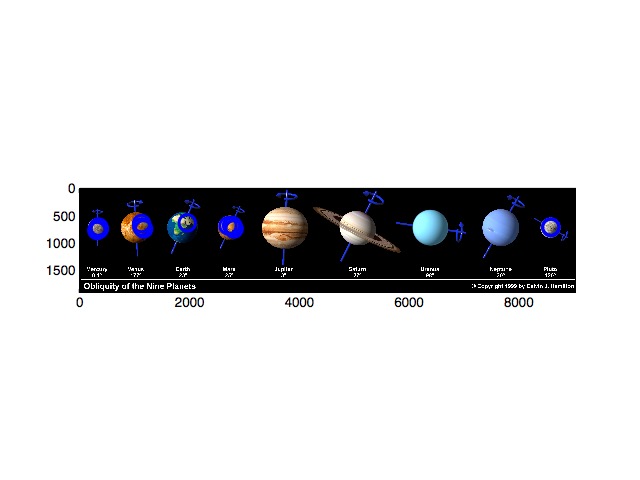 0
500
1000
1500
Mercury Venus Earth Mars Jupiter Saturn Uranus Neptune Pluto
0.1° 177° 23° 25° 3° 27° 98° 30° 120°
Obliquity of the Nine Planets © Copyright 1999 by Calvin J. Hamilton
0 2000 4000 6000 8000